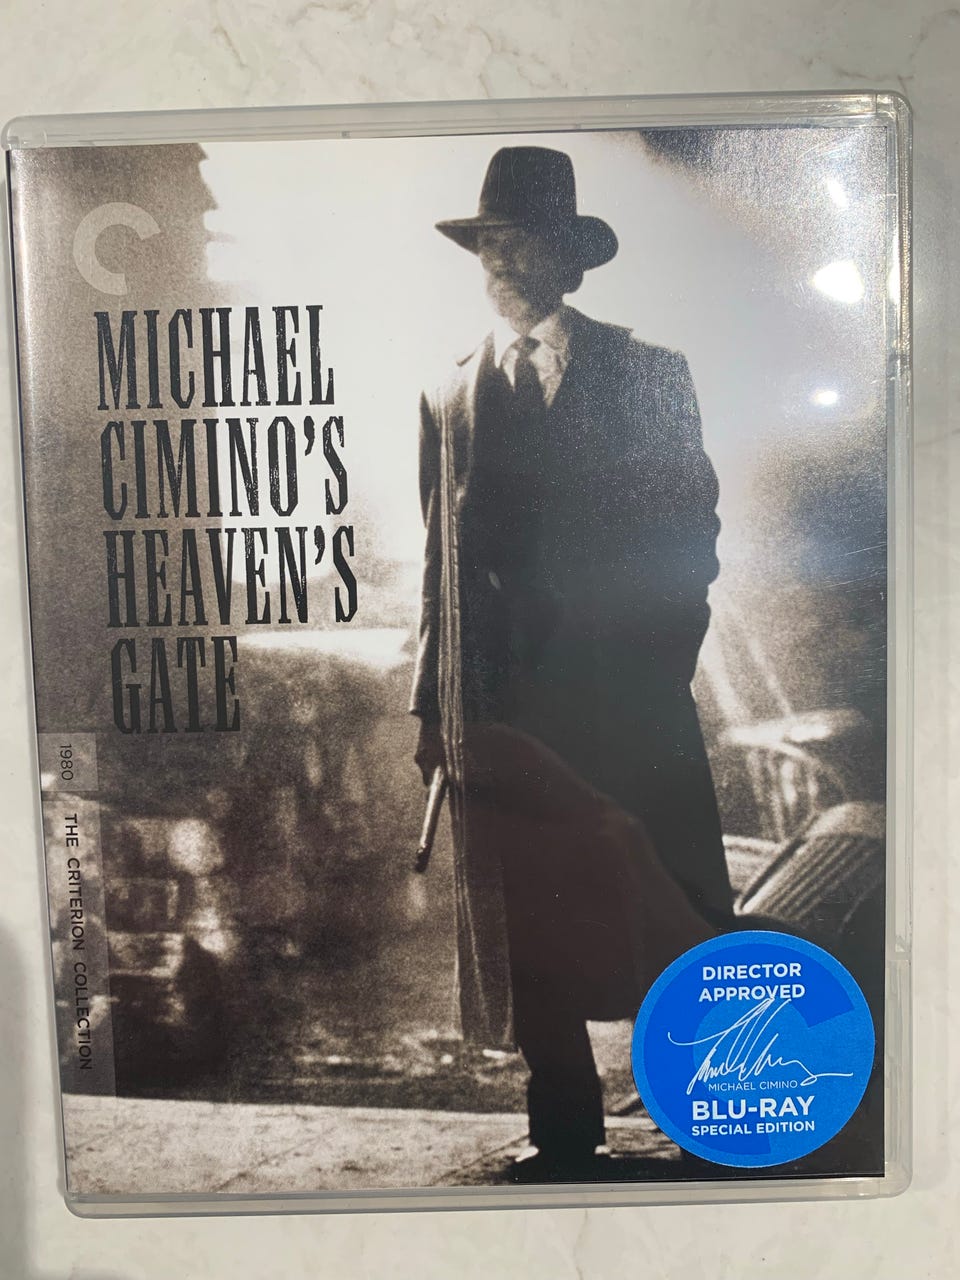 MICHAEL
CIMINO'S
HEAVEN'S
GATE
1980
THE CRITERION COLLECTION
DIRECTOR
APPROVED
MICHAEL CIMINO
BLU-RAY
SPECIAL EDITION